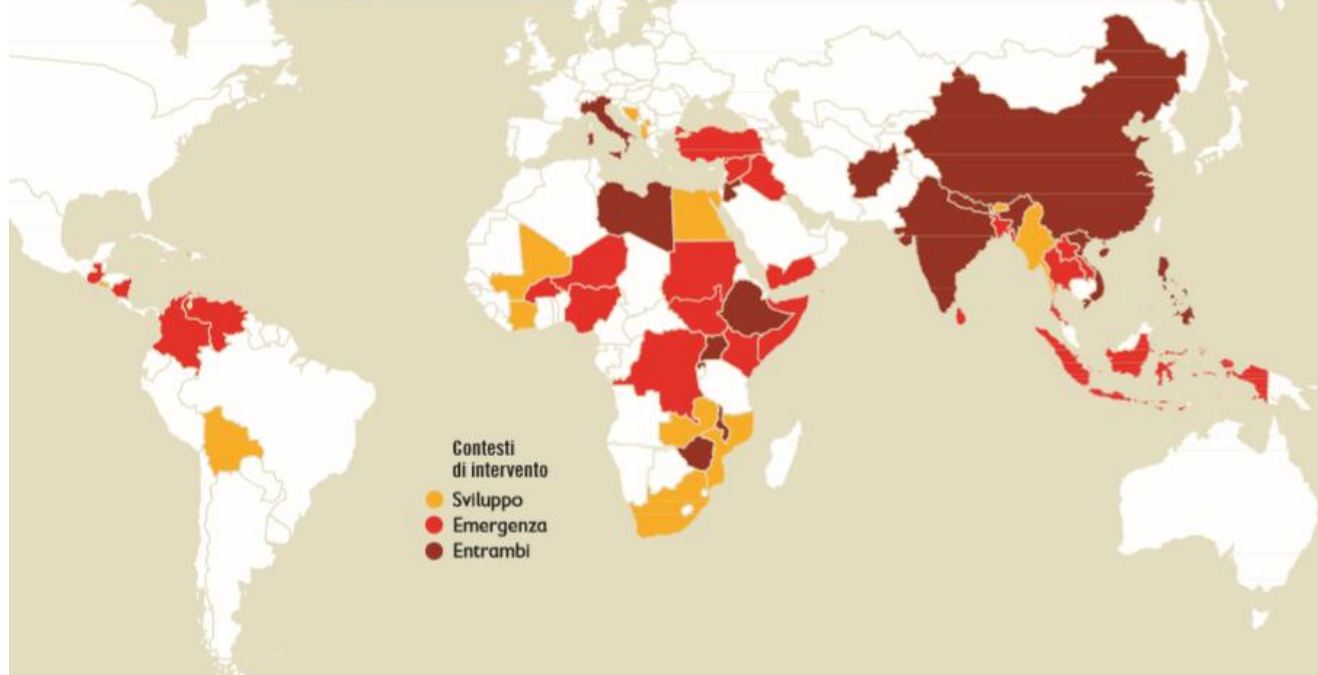 Contesti
di intervento
Sviluppo
Emergenza
Entrambi